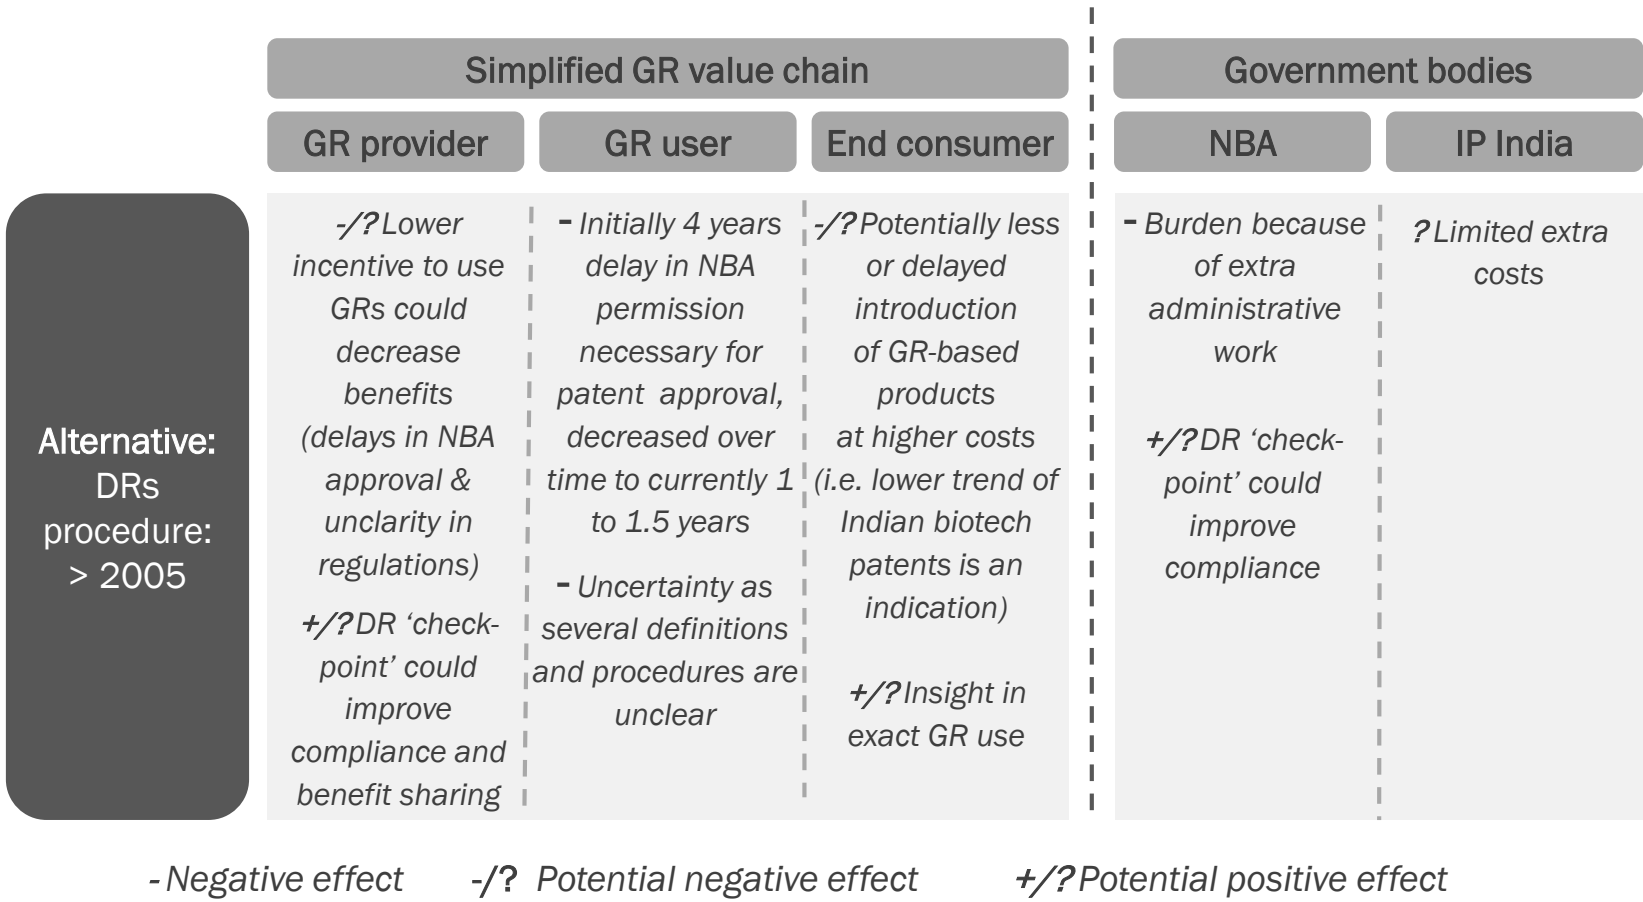 Simplified GR value chain
Government bodies
GR provider
GR user
End consumer
NBA
IP India
Alternative:
DRs
procedure:
> 2005
-/? Lower
incentive to use
GRs could
decrease
benefits
(delays in NBA
approval &
unclarity in
regulations)
+/? DR ‘check-
point’ could
improve
compliance and
benefit sharing
- Initially 4 years
delay in NBA
permission
necessary for
patent approval,
decreased over
time to currently 1
to 1.5 years
- Uncertainty as
several definitions
and procedures are
unclear
-/? Potentially less
or delayed
introduction
of GR-based
products
at higher costs
(i.e. lower trend of
Indian biotech
patents is an
indication)
+/? Insight in
exact GR use
- Burden because
of extra
administrative
work
+/? DR ‘check-
point’ could
improve
compliance
? Limited extra
costs
- Negative effect
-/? Potential negative effect
+/? Potential positive effect